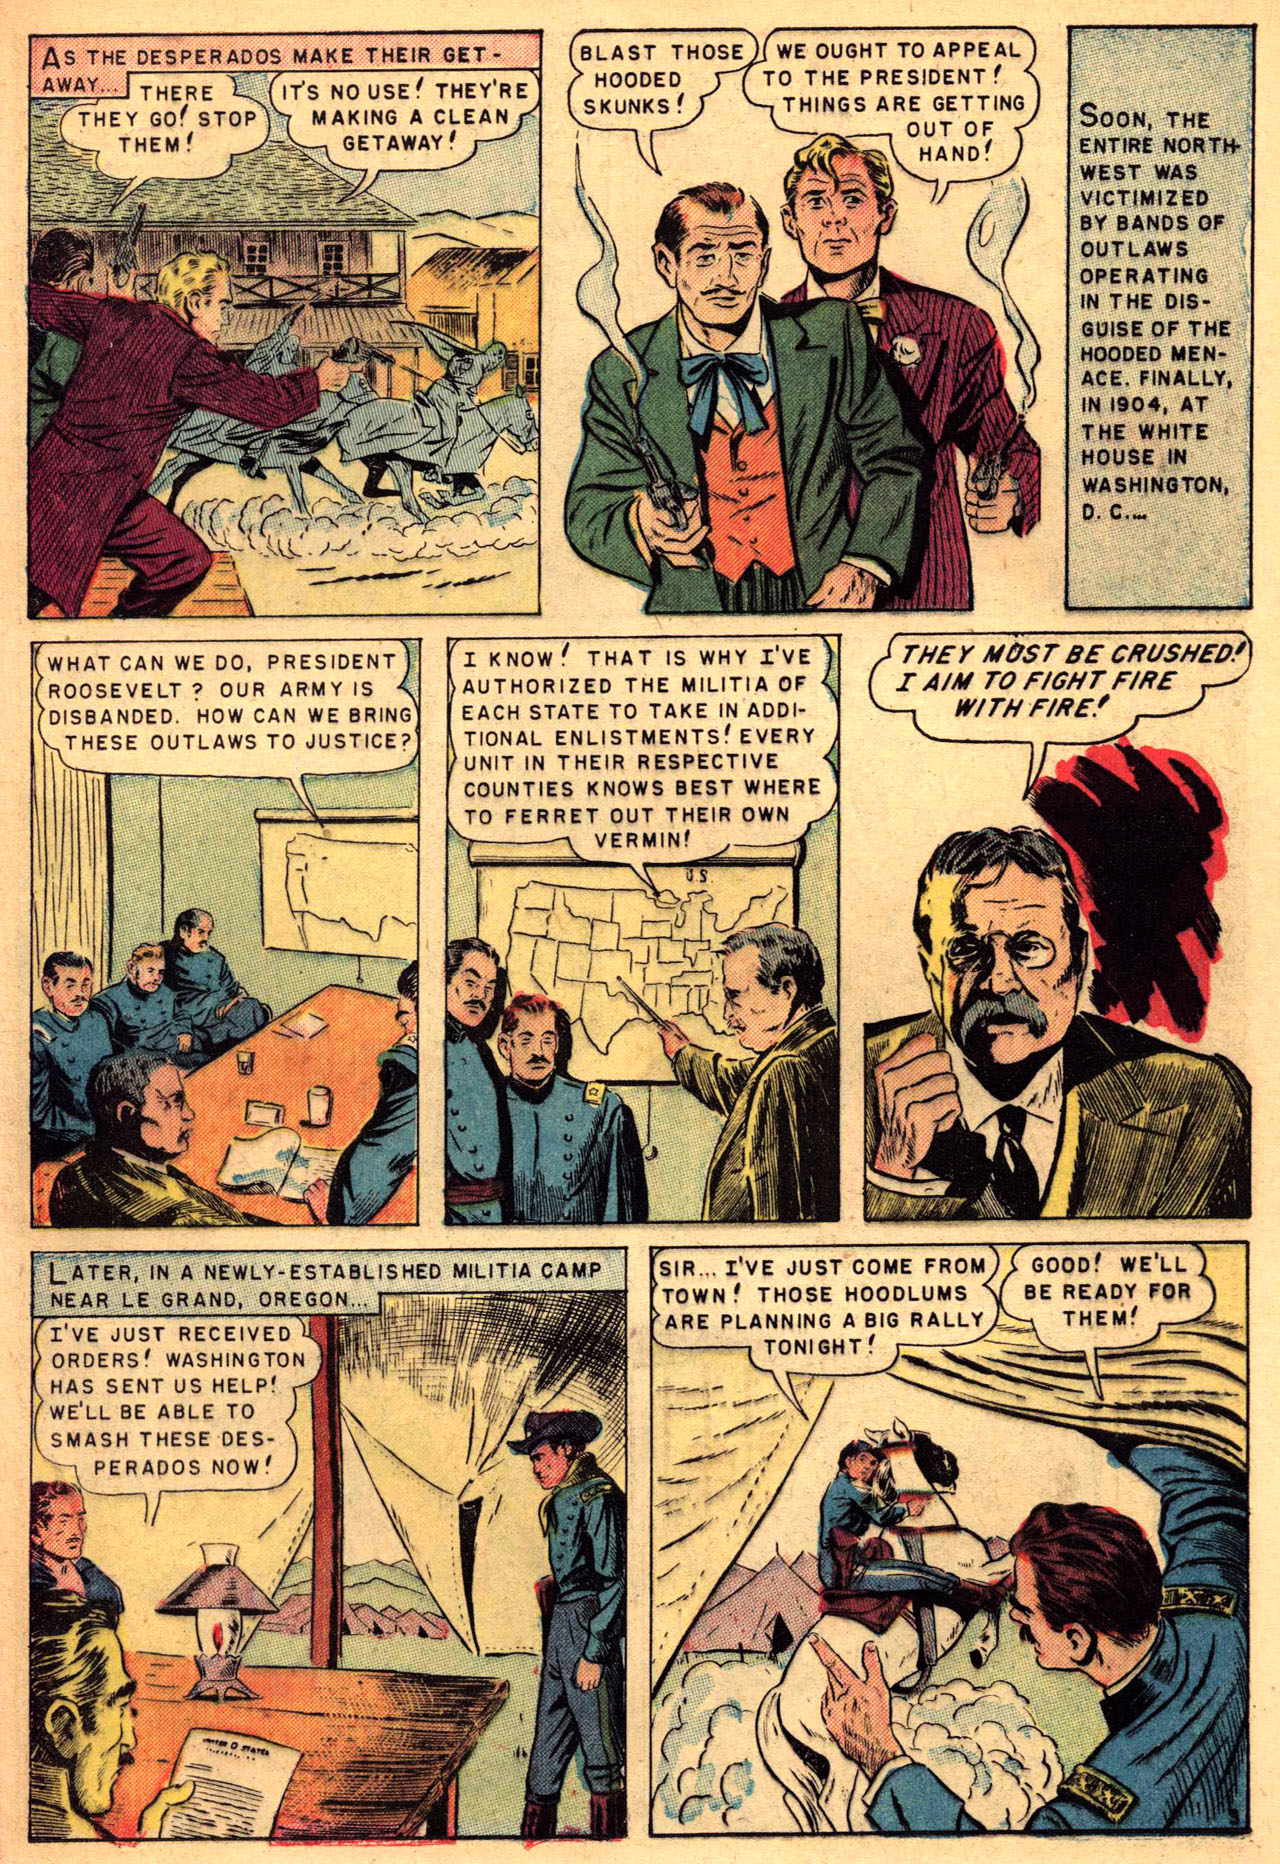 AS THE DESPERADOS MAKE THEIR GET-
AWAY...
THERE
THEY GO! STOP
THEM!
IT'S NO USE! THEY'RE
MAKING A CLEAN
GETAWAY!
BLAST THOSE
HOODED
SKUNKS!
WE OUGHT TO APPEAL
TO THE PRESIDENT!
THINGS ARE GETTING
OUT OF
HAND!
SOON, THE
ENTIRE NORTH-
WEST WAS
VICTIMIZED
BY BANDS OF
OUTLAWS
OPERATING
IN THE DIS-
GUISE OF THE
HOODED MEN-
ACE. FINALLY,
IN 1904, AT
THE WHITE
HOUSE IN
WASHINGTON,
D. C....
WHAT CAN WE DO, PRESIDENT
ROOSEVELT? OUR ARMY IS
DISBANDED. HOW CAN WE BRING
THESE OUTLAWS TO JUSTICE?
I KNOW! THAT IS WHY I'VE
AUTHORIZED THE MILITIA OF
EACH STATE TO TAKE IN ADDI-
TIONAL ENLISTMENTS! EVERY
UNIT IN THEIR RESPECTIVE
COUNTIES KNOWS BEST WHERE
TO FERRET OUT THEIR OWN
VERMIN!
U.S
THEY MUST BE CRUSHED!
I AIM TO FIGHT FIRE
WITH FIRE!
LATER, IN A NEWLY-ESTABLISHED MILITIA CAMP
NEAR LE GRAND, OREGON...
I'VE JUST RECEIVED
ORDERS! WASHINGTON
HAS SENT US HELP!
WE'LL BE ABLE TO
SMASH THESE DES-
PERADOS NOW!
SIR... I'VE JUST COME FROM
TOWN! THOSE HOODLUMS
ARE PLANNING A BIG RALLY
TONIGHT!
GOOD! WE'LL
BE READY FOR
THEM!